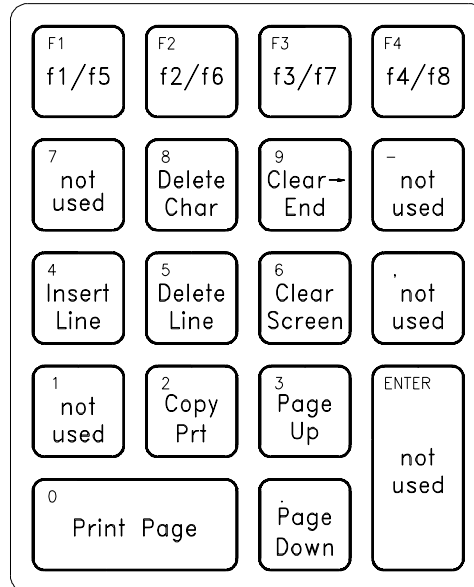 F1
f1/f5
F2
f2/f6
F3
f3/f7
F4
f4/f8
7
not
used
8
Delete
Char
9
Clear→
End
-
not
used
4
Insert
Line
5
Delete
Line
6
Clear
Screen
,
not
used
1
not
used
2
Copy
Prt
3
Page
Up
ENTER
not
used
0
Print Page
.
Page
Down